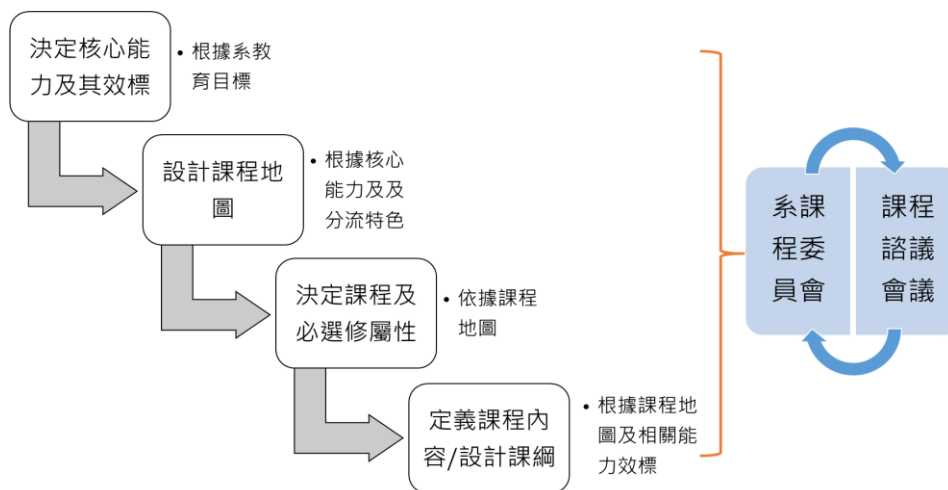 決定核心能
力及其效標
• 根據系教
育目標
設計課程地
圖
• 根據核心
能力及及
分流特色
決定課程及
必選修屬性
• 依據課程
地圖
定義課程內
容/設計課綱
• 根據課程地
圖及相關能
力效標
系課
程委
員會
課程
諮議
會議